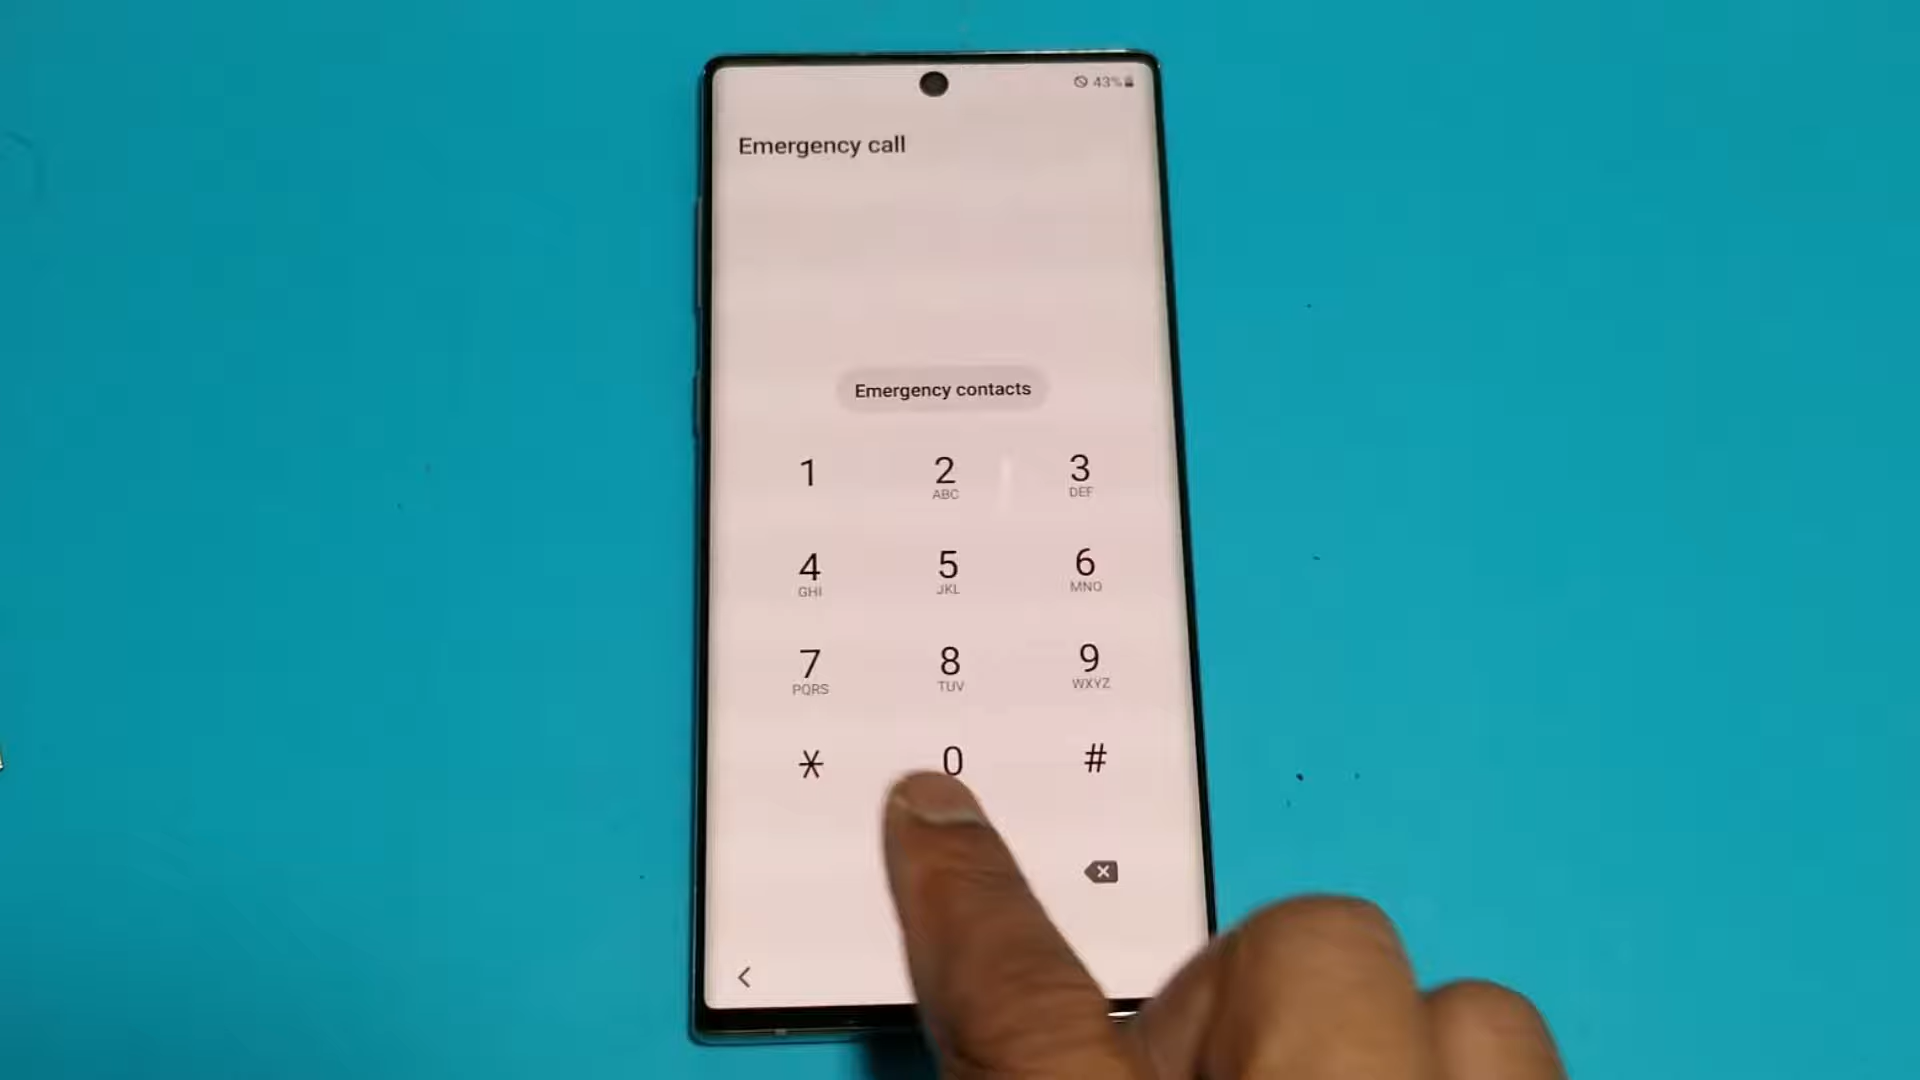 43%
Emergency call
Emergency contacts
1 2 3
ABC DEF
4 5 6
GHI JKL MNO
7 8 9
PQRS TUV WXYZ
* 0 #